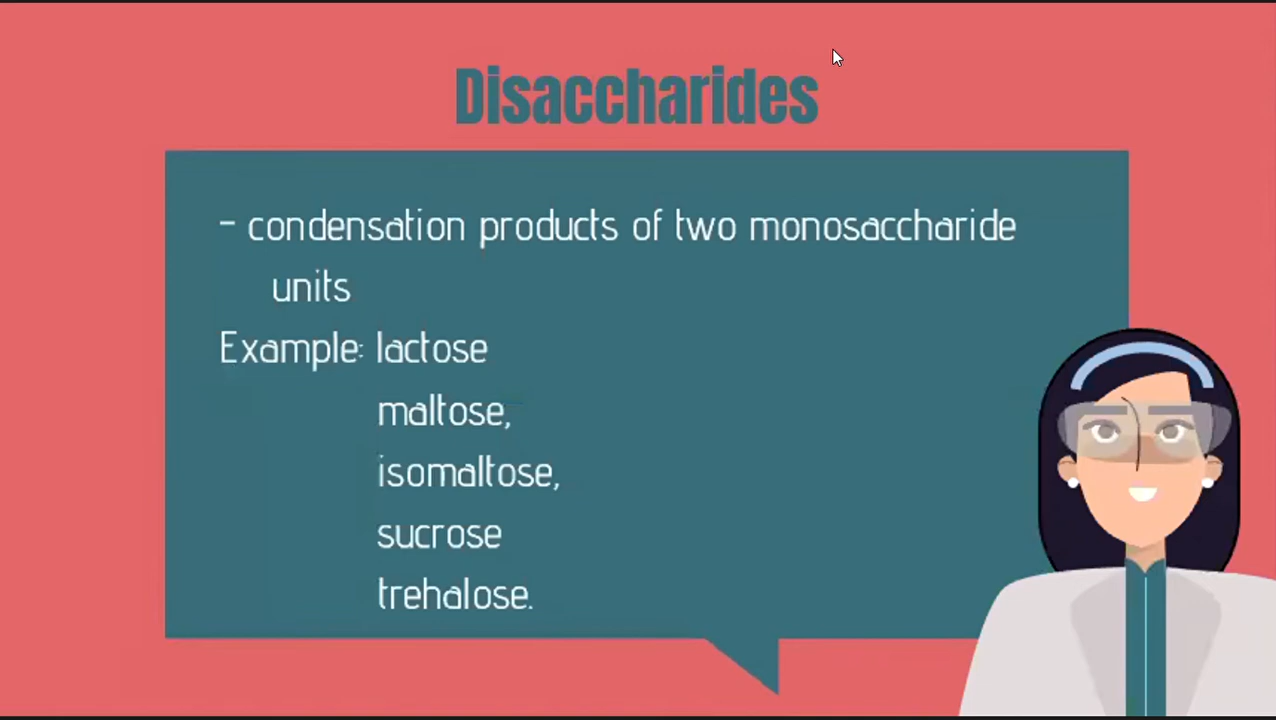 Disaccharides
- condensation products of two monosaccharide
units
Example: lactose
maltose,
isomaltose,
sucrose
trehalose.